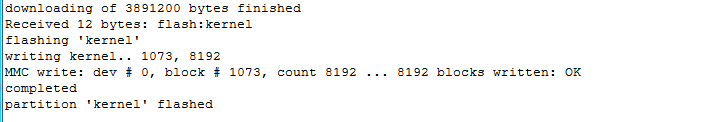 downloading of 3891200 bytes finished
Received 12 bytes: flash:kernel
flashing 'kernel'
writing kernel.. 1073, 8192
MMC write: dev # 0, block # 1073, count 8192 ... 8192 blocks written: OK
completed
partition 'kernel' flashed